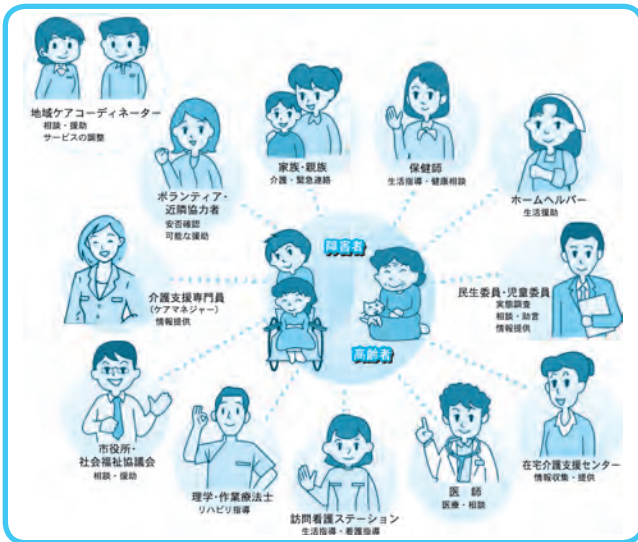 地域ケアコーディネーター
相談・援助
サービスの調整
ボランティア・
近隣協力者
安否確認
可能な援助
家族・親族
介護・緊急連絡
保健師
生活指導・健康相談
ホームヘルパー
生活援助
障害者
高齢者
介護支援専門員
(ケアマネジャー)
情報提供
民生委員・児童委員
実態調査
相談・助言
情報提供
市役所・
社会福祉協議会
相談・援助
理学・作業療法士
リハビリ指導
訪問看護ステーション
生活指導・看護指導
医 師
医療・相談
在宅介護支援センター
情報収集・提供